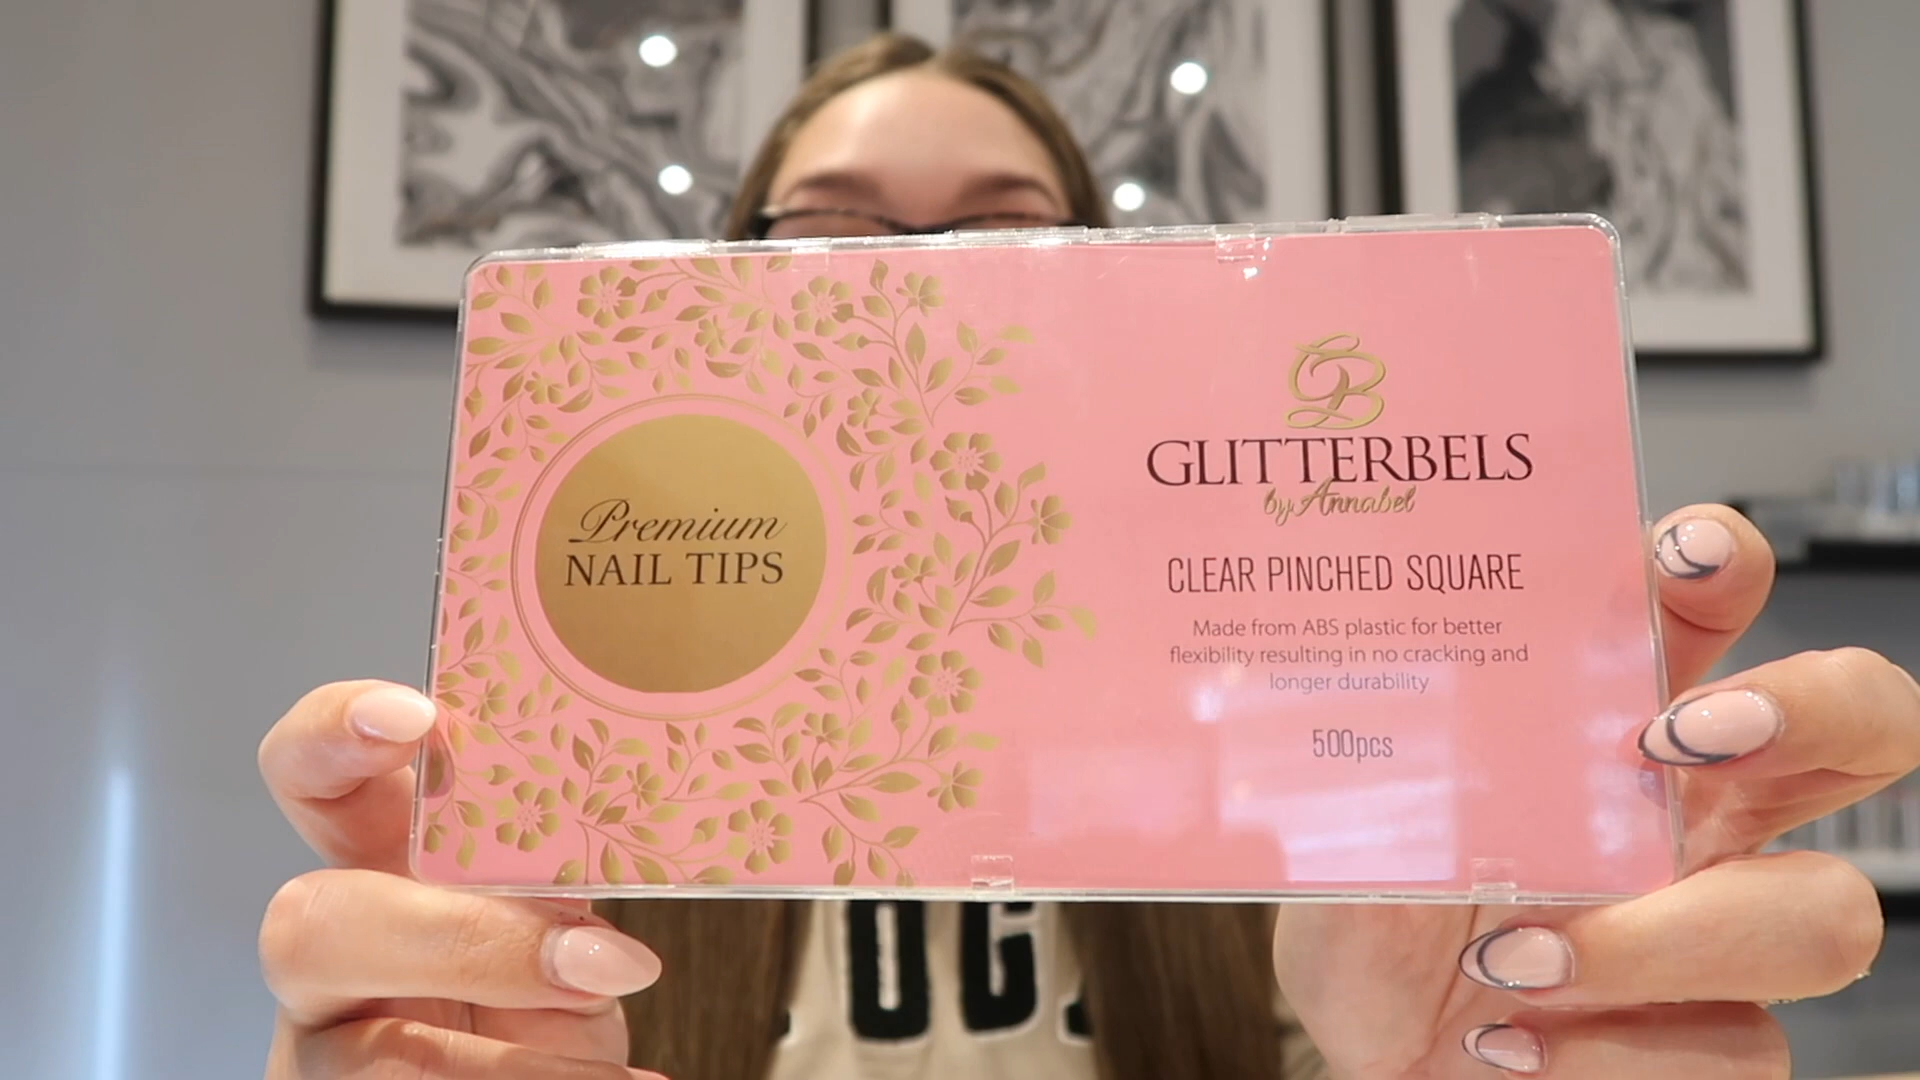 Premium
NAIL TIPS
B
GLITTERBELS
by Annabel
CLEAR PINCHED SQUARE
Made from ABS plastic for better
flexibility resulting in no cracking and
longer durability
500pcs